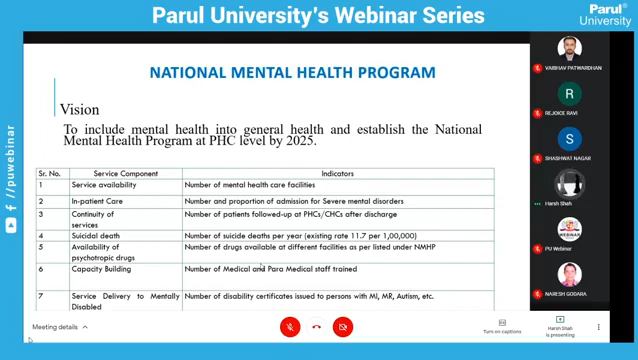 Parul University's Webinar Series
Parul®
University
NATIONAL MENTAL HEALTH PROGRAM
Vision
To include mental health into general health and establish the National
Mental Health Program at PHC level by 2025.
Sr. No. Service Component Indicators
1 Service availability Number of mental health care facilities
2 In-patient Care Number and proportion of admission for Severe mental disorders
3 Continuity of Number of patients followed-up at PHCs/CHCs after discharge
services
4 Suicidal death Number of suicide deaths per year (existing rate 11.7 per 1,00,000)
5 Availability of Number of drugs available at different facilities as per listed under NMHP
psychotropic drugs
6 Capacity Building Number of Medical and Para Medical staff trained
7 Service Delivery to Mentally Number of disability certificates issued to persons with MI, MR, Autism, etc.
Disabled
VAIBHAV PATWARDHAN
R
REJOICE RAVI
S
SHASHWAT NAGAR
Harsh Shah
WEBINAR
PU Webinar
NARESH GODARA
/puwebinar
Meeting details
Turn on captions
Harsh Shah
is presenting